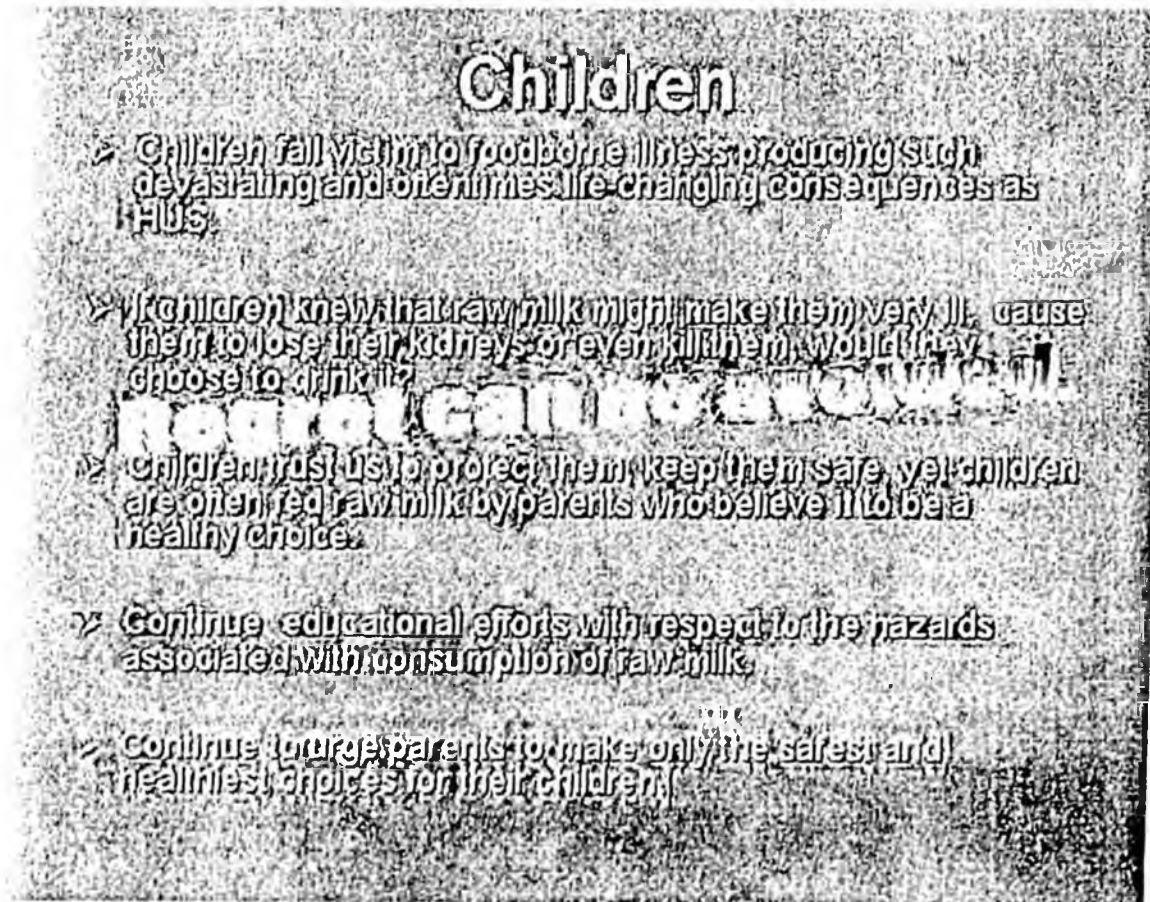 Children
➢ Children fall victim to foodborne illness producing such
devastating and oftentimes life-changing consequences as
HUS.
➢ If children knew that raw milk might make them very ill, cause
them to lose their kidneys or even kill them, would they
choose to drink it?
Regret can be avoided.
➢ Children trust us to protect them, keep them safe, yet children
are often fed raw milk by parents who believe it to be a
healthy choice.
➢ Continue educational efforts with respect to the hazards
associated with consumption of raw milk.
➢ Continue to urge parents to make only the safest and
healthiest choices for their children.